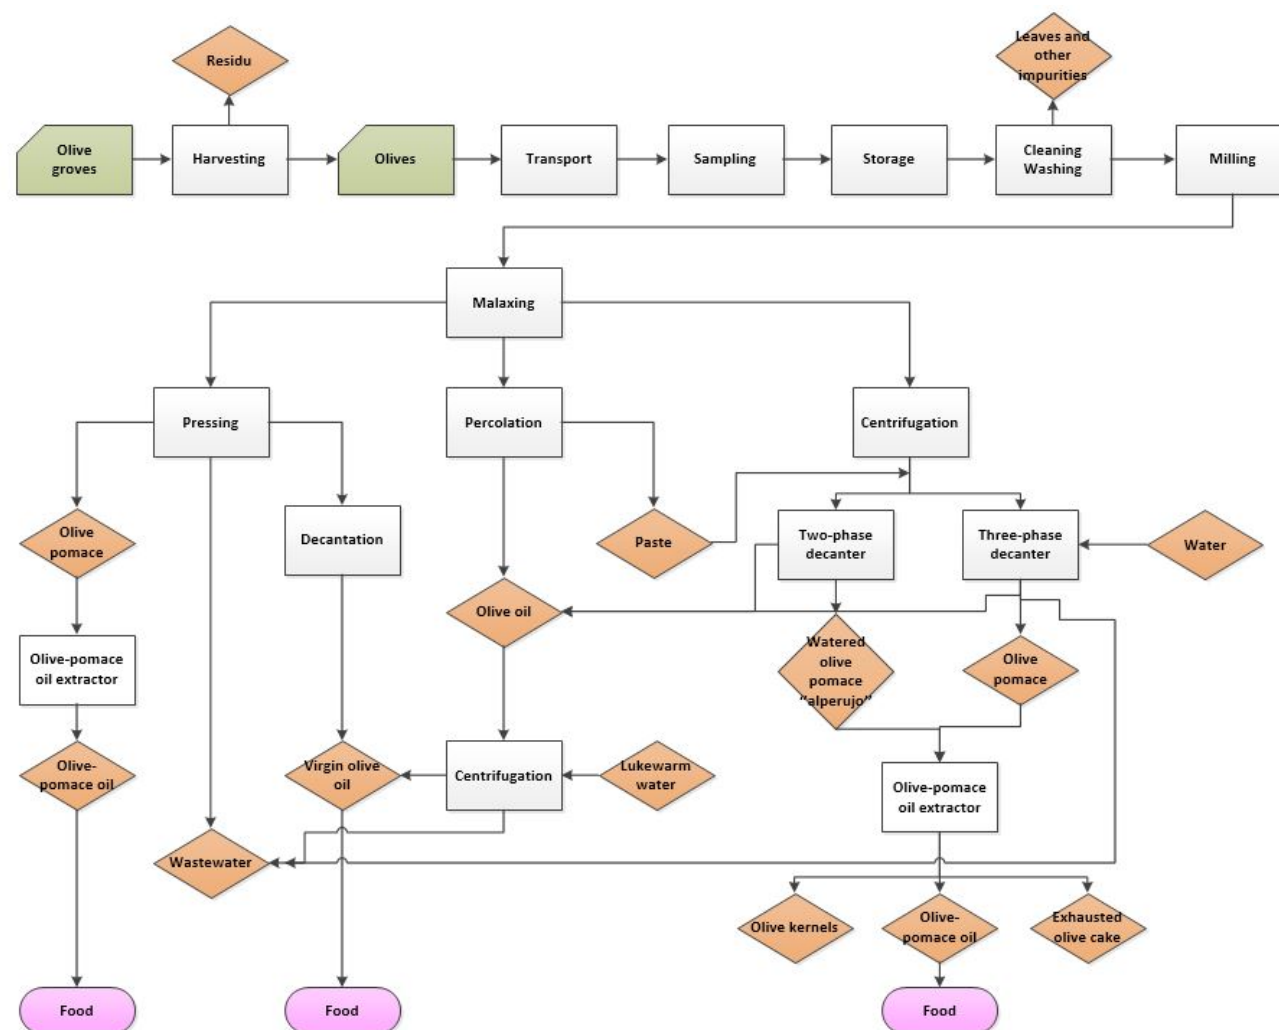 Residu
Leaves and
other
impurities
Olive
groves
Harvesting
Olives
Transport
Sampling
Storage
Cleaning
Washing
Milling
Malaxing
Pressing
Percolation
Centrifugation
Olive
pomace
Decantation
Paste
Two-phase
decanter
Three-phase
decanter
Water
Olive oil
Olive-pomace
oil extractor
Watered
olive
pomace
“alperujo”
Olive
pomace
Olive-
pomace oil
Virgin olive
oil
Centrifugation
Lukewarm
water
Olive-pomace
oil extractor
Wastewater
Olive kernels
Olive-
pomace oil
Exhausted
olive cake
Food
Food
Food